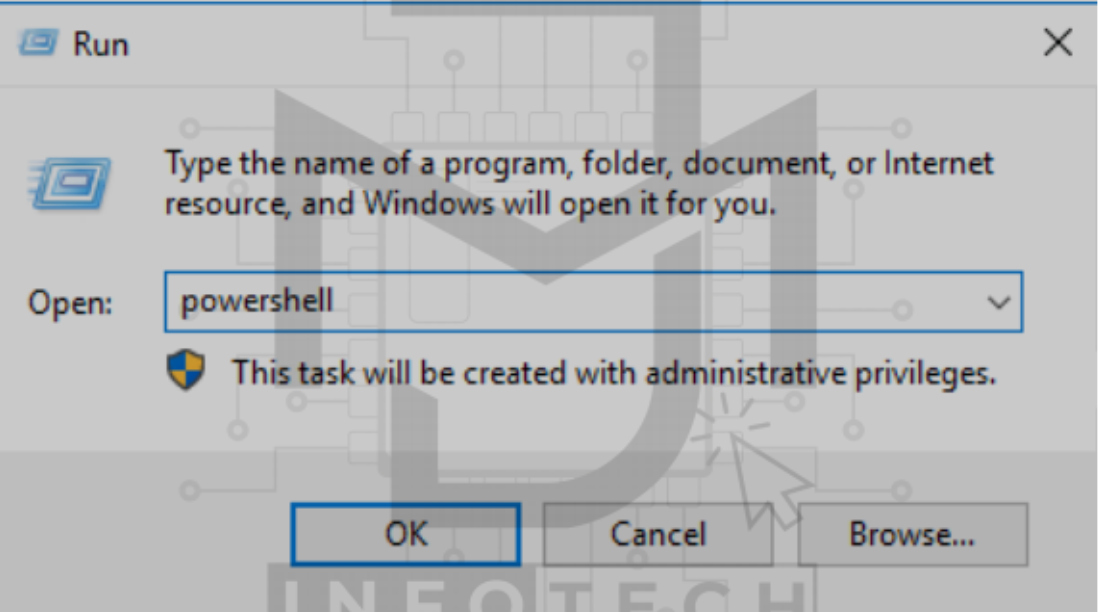 Run
Type the name of a program, folder, document, or Internet
resource, and Windows will open it for you.
Open: powershell
This task will be created with administrative privileges.
OK Cancel Browse...
INFOTECH